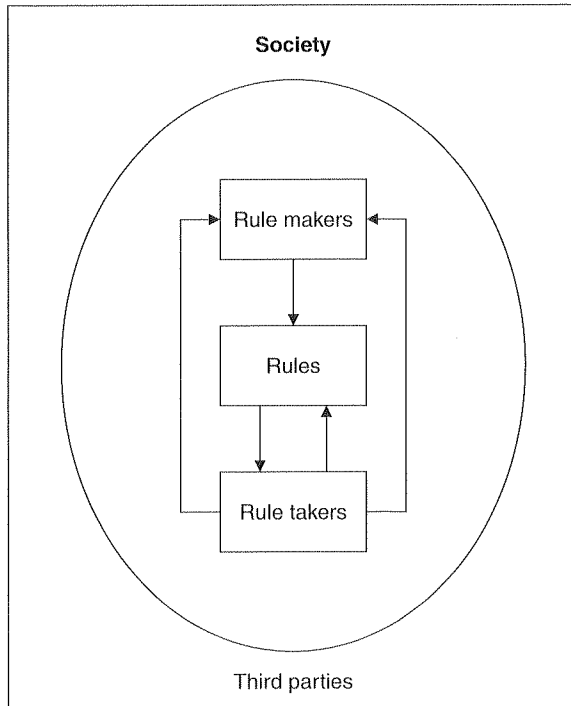 Society
Rule makers
Rules
Rule takers
Third parties